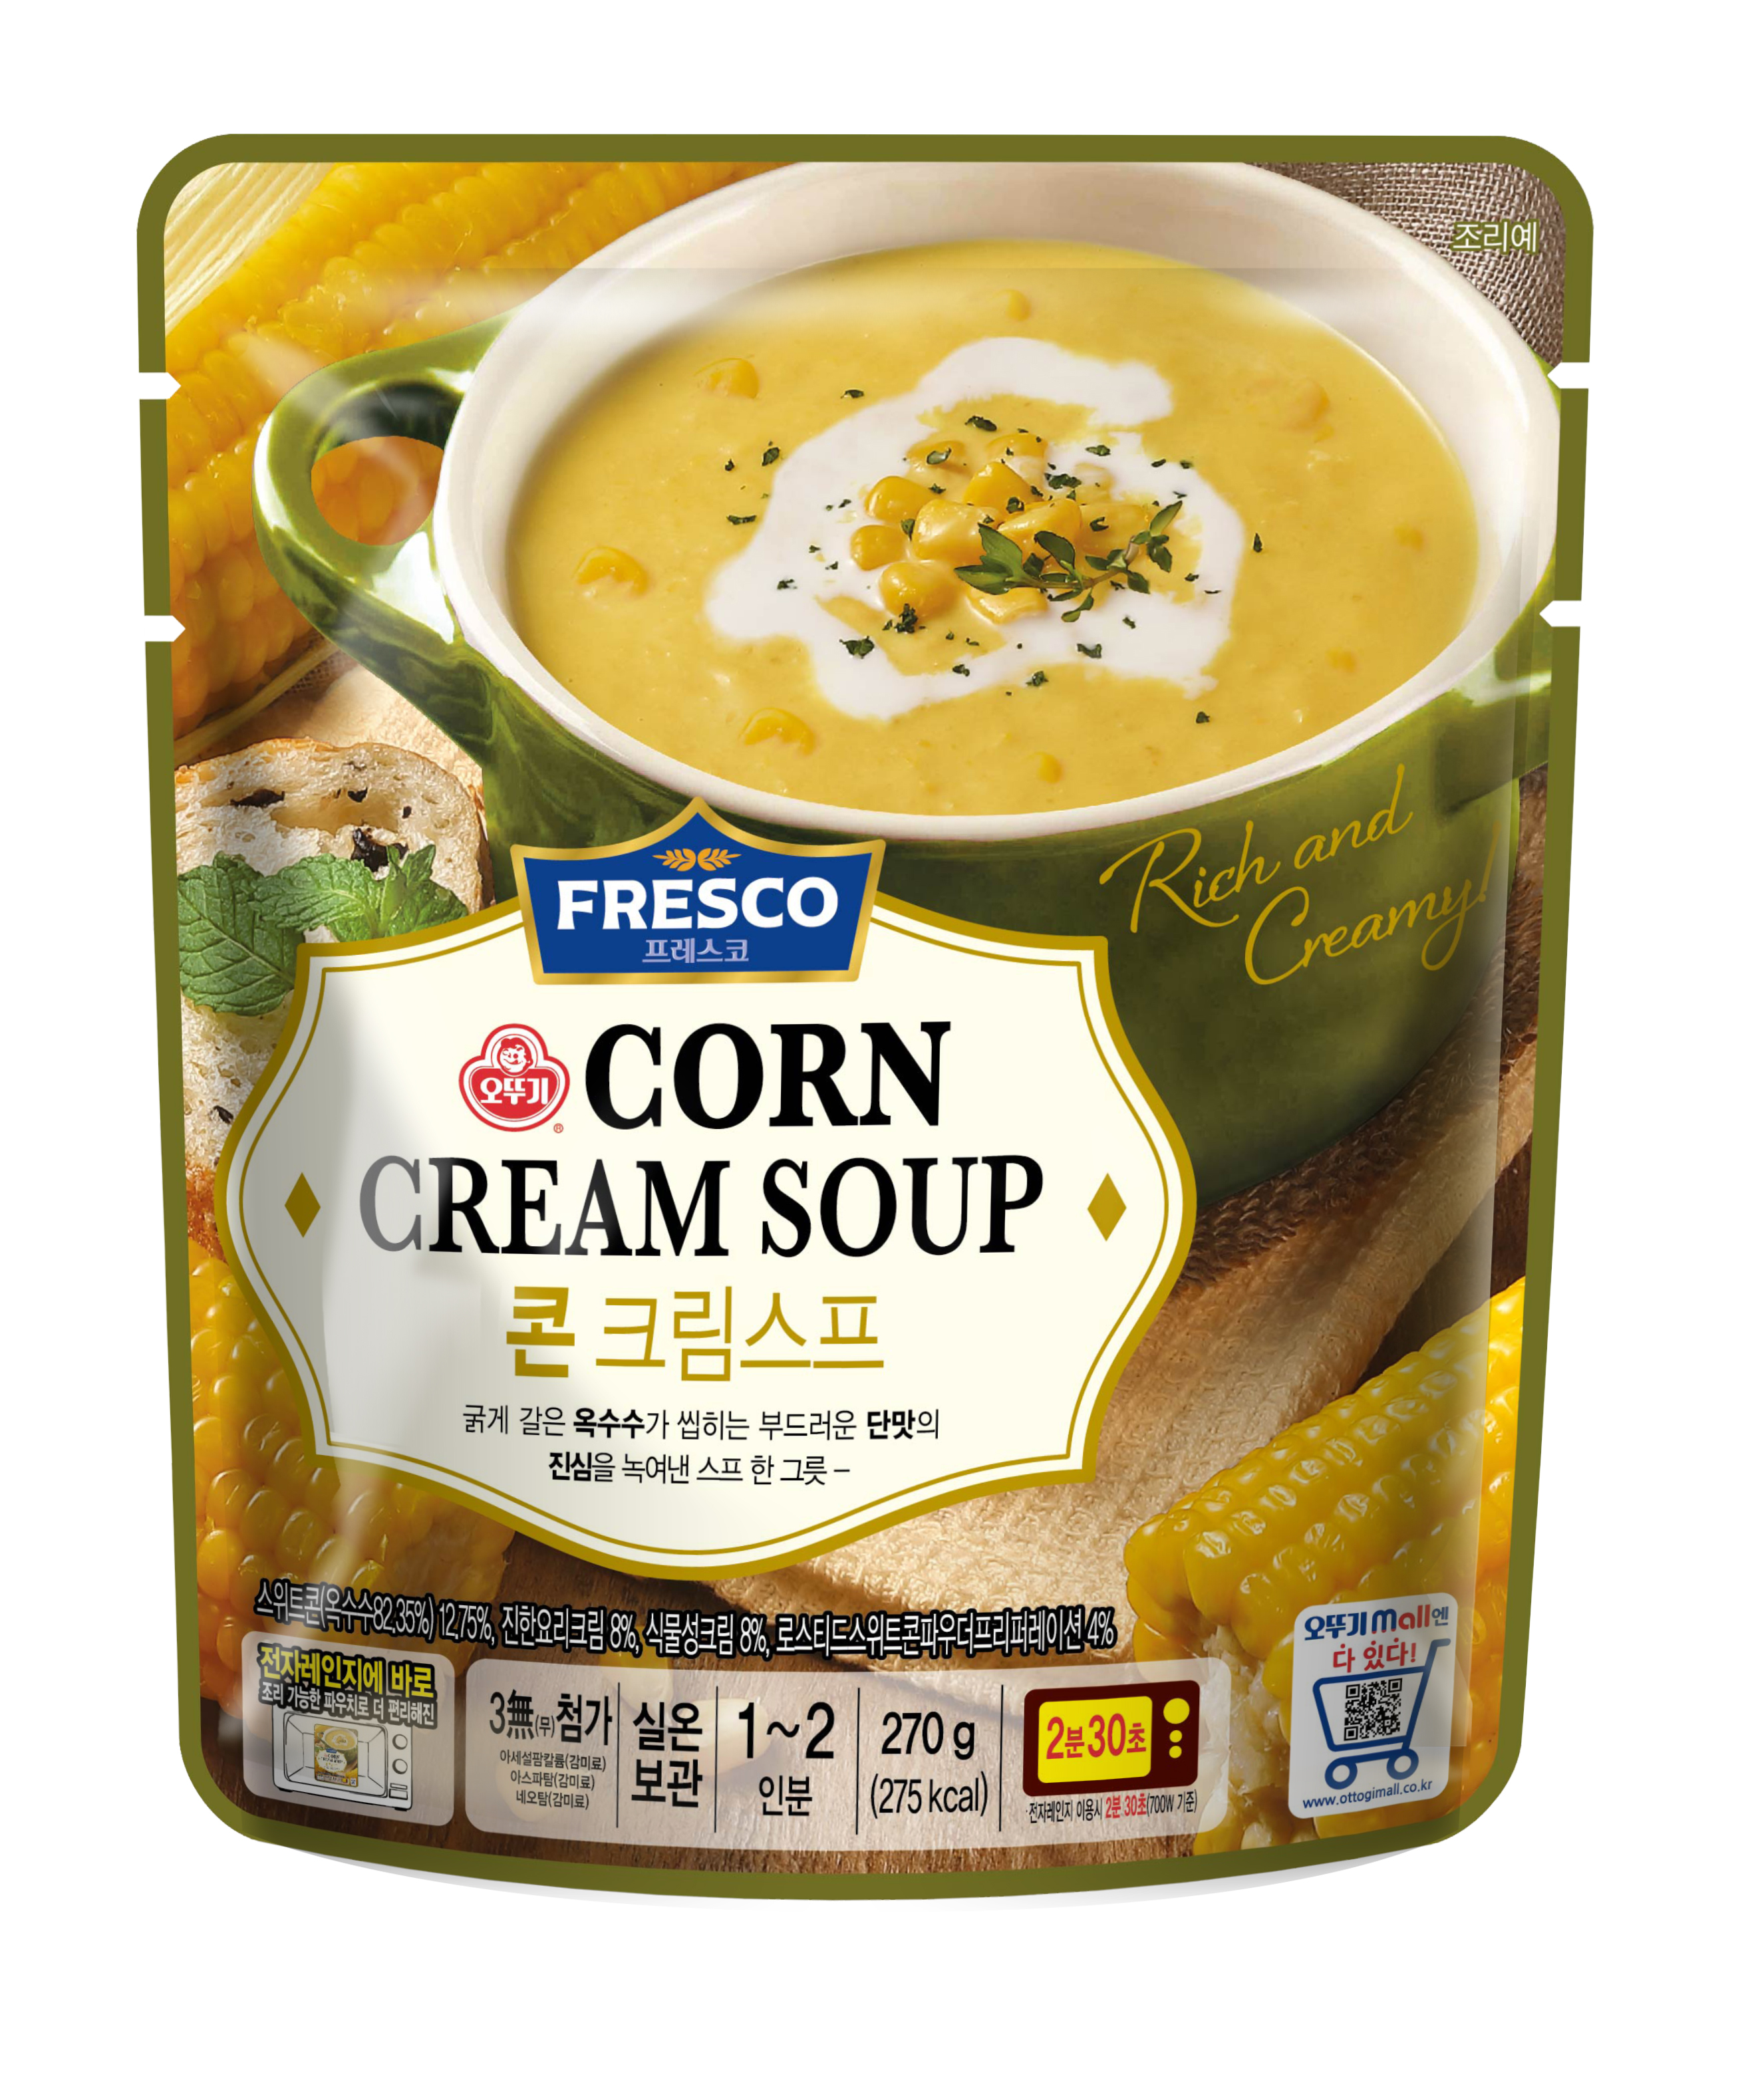 조리예
Rich and
Creamy!
FRESCO
프레스코
오뚜기
CORN
CREAM SOUP
콘 크림스프
굵게 갈은 옥수수가 씹히는 부드러운 단맛의
진심을 녹여낸 스프 한 그릇 –
스위트콘(옥수수82.35%) 12.75%, 진한요리크림 8%, 식물성크림 8%, 로스티드스위트콘파우더프리퍼레이션 4%
전자레인지에 바로
조리 가능한 파우치로 더 편리해진
3無(무)첨가
아세설팜칼륨(감미료)
아스파탐(감미료)
네오탐(감미료)
실온
보관
1~2
인분
270 g
(275 kcal)
2분30초
·전자레인지 이용시 2분 30초(700W 기준)
오뚜기mall엔
다 있다!
www.ottogimall.co.kr